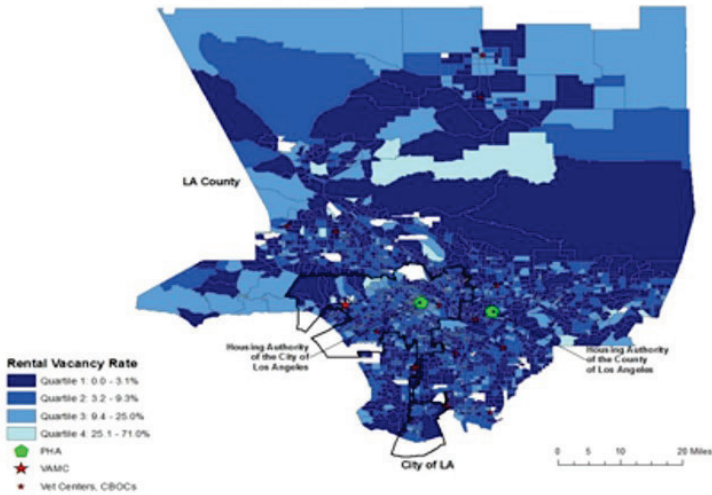 LA County
Housing Authority
of the City of
Los Angeles
Housing Authority
of the County
of Los Angeles
Rental Vacancy Rate
Quartile 1: 0.0 - 3.1%
Quartile 2: 3.2 - 9.3%
Quartile 3: 9.4 - 25.0%
Quartile 4: 25.1 - 71.0%
PHA
VAMC
Vet Centers, CBOCs
City of LA
0 5 10 20 Miles